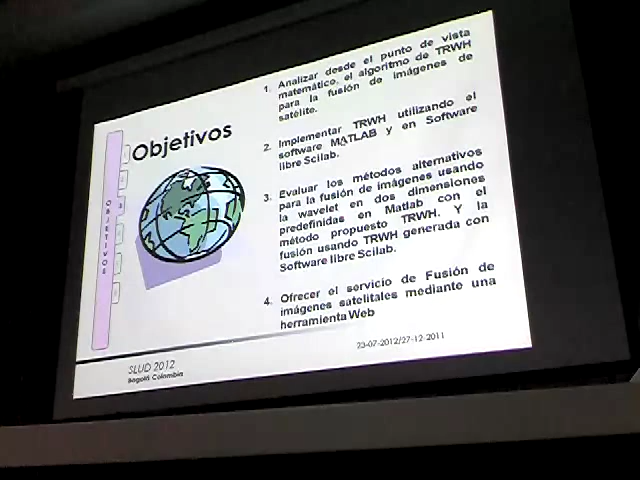 Objetivos
OBJETIVOS
1. Analizar desde el punto de vista
matemático, el algoritmo de TRWH
para la fusión de imágenes de
satélite.
2. Implementar TRWH utilizando el
software MATLAB y en Software
libre Scilab.
3. Evaluar los métodos alternativos
para la fusión de imágenes usando
la wavelet en dos dimensiones
predefinidas en Matlab con el
método propuesto TRWH. Y la
fusión usando TRWH generada con
Software libre Scilab.
4. Ofrecer el servicio de Fusión de
imágenes satelitales mediante una
herramienta Web
SLUD 2012
Bogotá Colombia
23-07-2012/27-12-2011